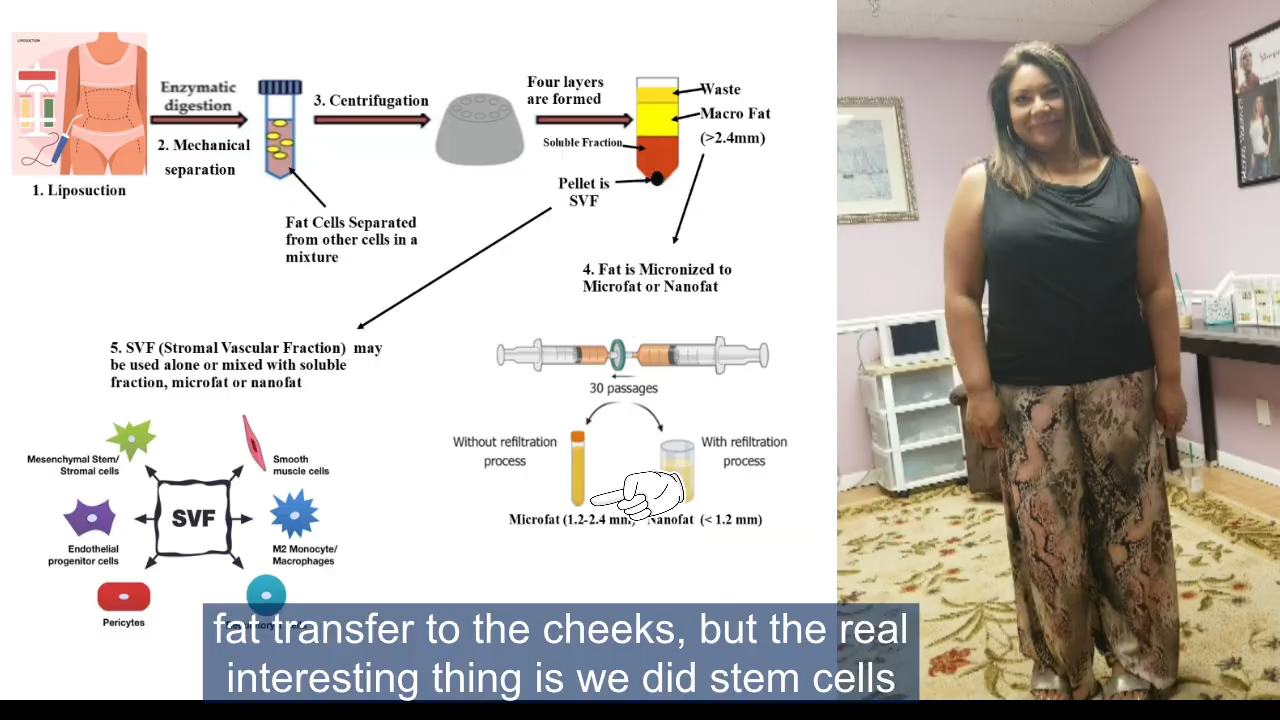 LIPOSUCTION
1. Liposuction
Enzymatic
digestion
2. Mechanical
separation
Fat Cells Separated
from other cells in a
mixture
3. Centrifugation
Four layers
are formed
Soluble Fraction
Pellet is
SVF
Waste
Macro Fat
(>2.4mm)
4. Fat is Micronized to
Microfat or Nanofat
30 passages
Without refiltration
process
With refiltration
process
Microfat (1.2-2.4 mm)
Nanofat (< 1.2 mm)
5. SVF (Stromal Vascular Fraction) may
be used alone or mixed with soluble
fraction, microfat or nanofat
Mesenchymal Stem/
Stromal cells
Smooth
muscle cells
SVF
Endothelial
progenitor cells
M2 Monocyte/
Macrophages
Pericytes
fat transfer to the cheeks, but the real
interesting thing is we did stem cells